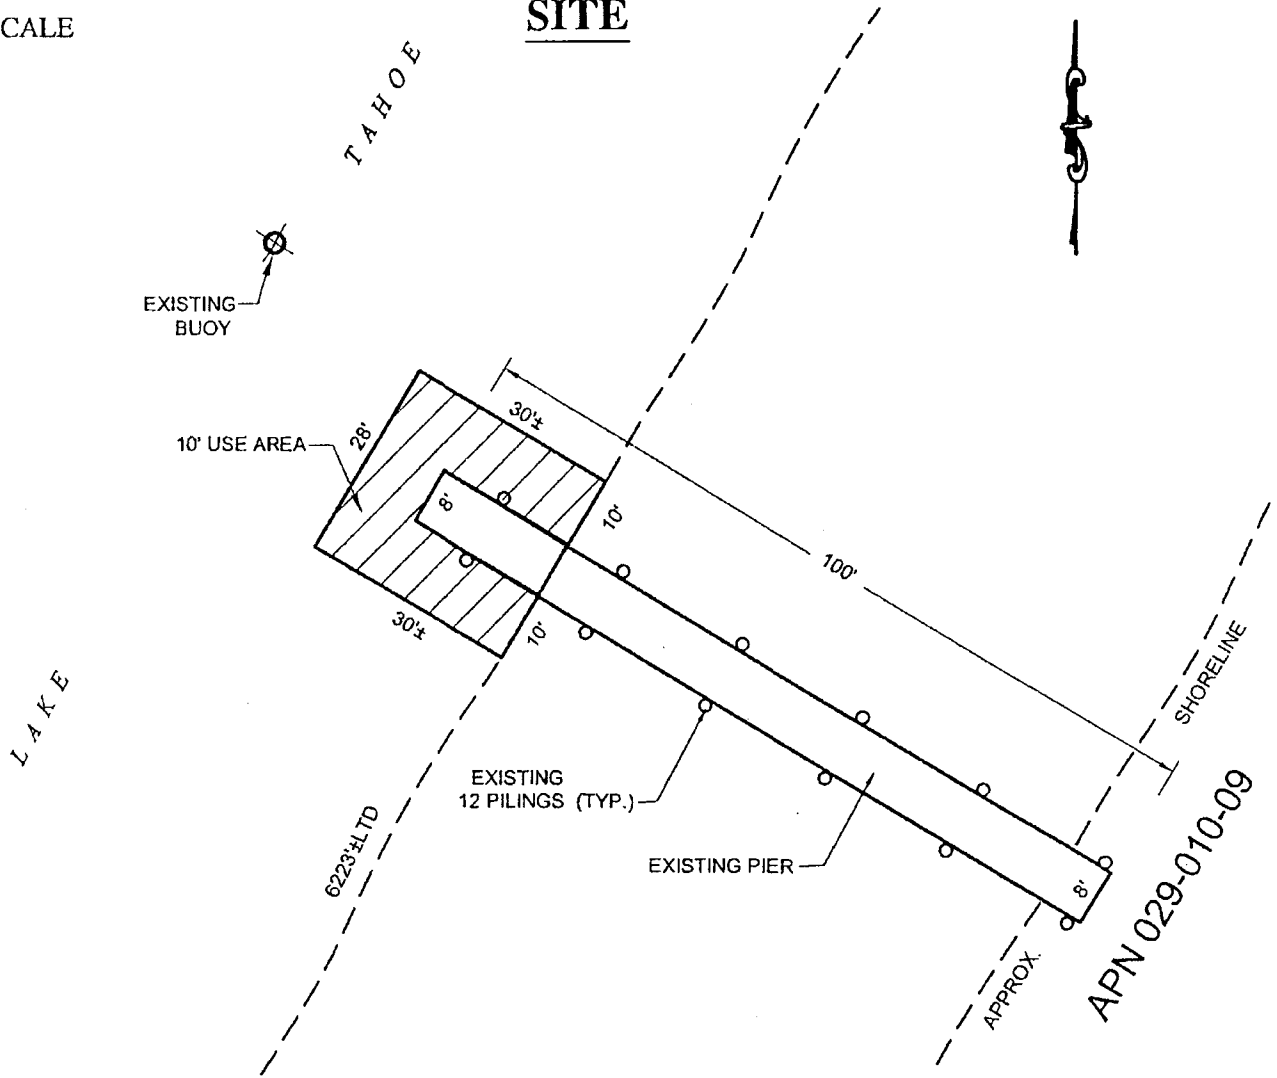 CALE
SITE
TAHOE
EXISTING
BUOY
30'±
28'
10' USE AREA
8'
10'
100'
30'±
10'
SHORELINE
LAKE
EXISTING
12 PILINGS (TYP.)
EXISTING PIER
6223'±LTD
8'
APN 029-010-09
APPROX.